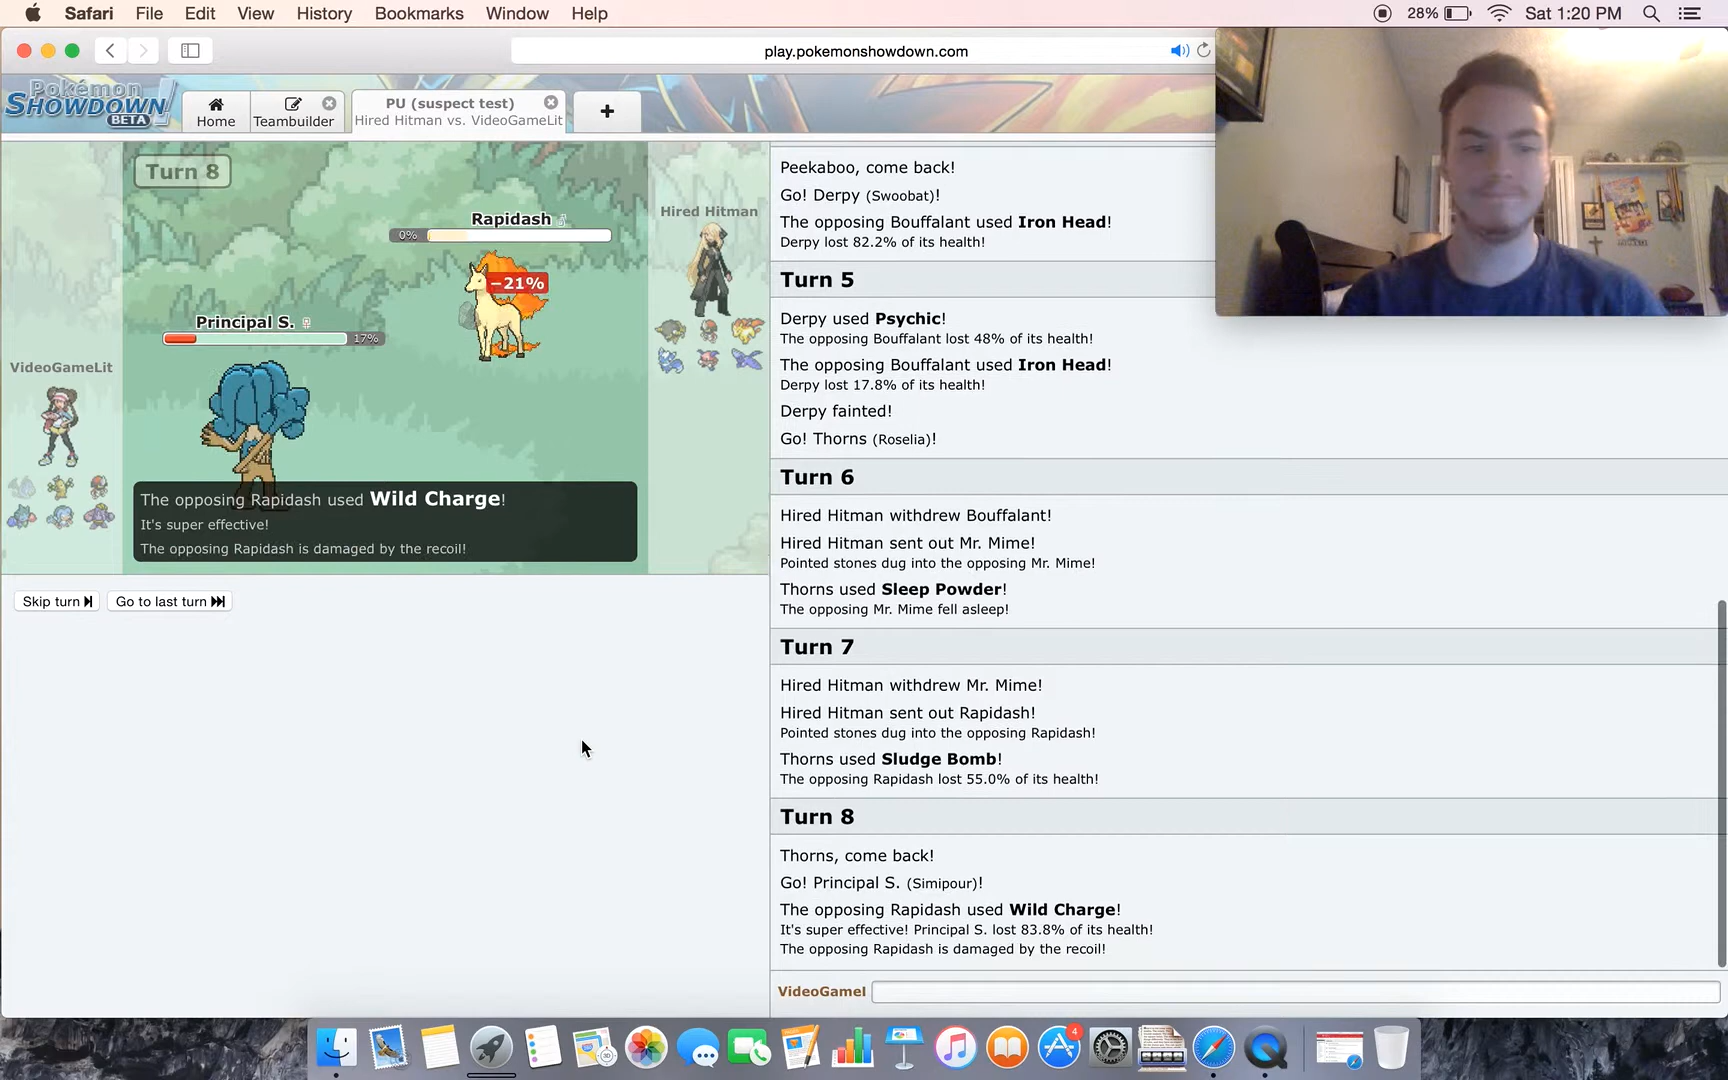 Safari File Edit View History Bookmarks Window Help 28% Sat 1:20 PM
play.pokemonshowdown.com
Pokémon
SHOWDOWN!
BETA
Home
Teambuilder
PU (suspect test)
Hired Hitman vs. VideoGameLit
+
Turn 8
Rapidash
0%
−21%
Principal S.
17%
Hired Hitman
VideoGameLit
The opposing Rapidash used Wild Charge!
It's super effective!
The opposing Rapidash is damaged by the recoil!
Skip turn
Go to last turn
Peekaboo, come back!
Go! Derpy (Swoobat)!
The opposing Bouffalant used Iron Head!
Derpy lost 82.2% of its health!
Turn 5
Derpy used Psychic!
The opposing Bouffalant lost 48% of its health!
The opposing Bouffalant used Iron Head!
Derpy lost 17.8% of its health!
Derpy fainted!
Go! Thorns (Roselia)!
Turn 6
Hired Hitman withdrew Bouffalant!
Hired Hitman sent out Mr. Mime!
Pointed stones dug into the opposing Mr. Mime!
Thorns used Sleep Powder!
The opposing Mr. Mime fell asleep!
Turn 7
Hired Hitman withdrew Mr. Mime!
Hired Hitman sent out Rapidash!
Pointed stones dug into the opposing Rapidash!
Thorns used Sludge Bomb!
The opposing Rapidash lost 55.0% of its health!
Turn 8
Thorns, come back!
Go! Principal S. (Simipour)!
The opposing Rapidash used Wild Charge!
It's super effective! Principal S. lost 83.8% of its health!
The opposing Rapidash is damaged by the recoil!
VideoGameI
3D
4